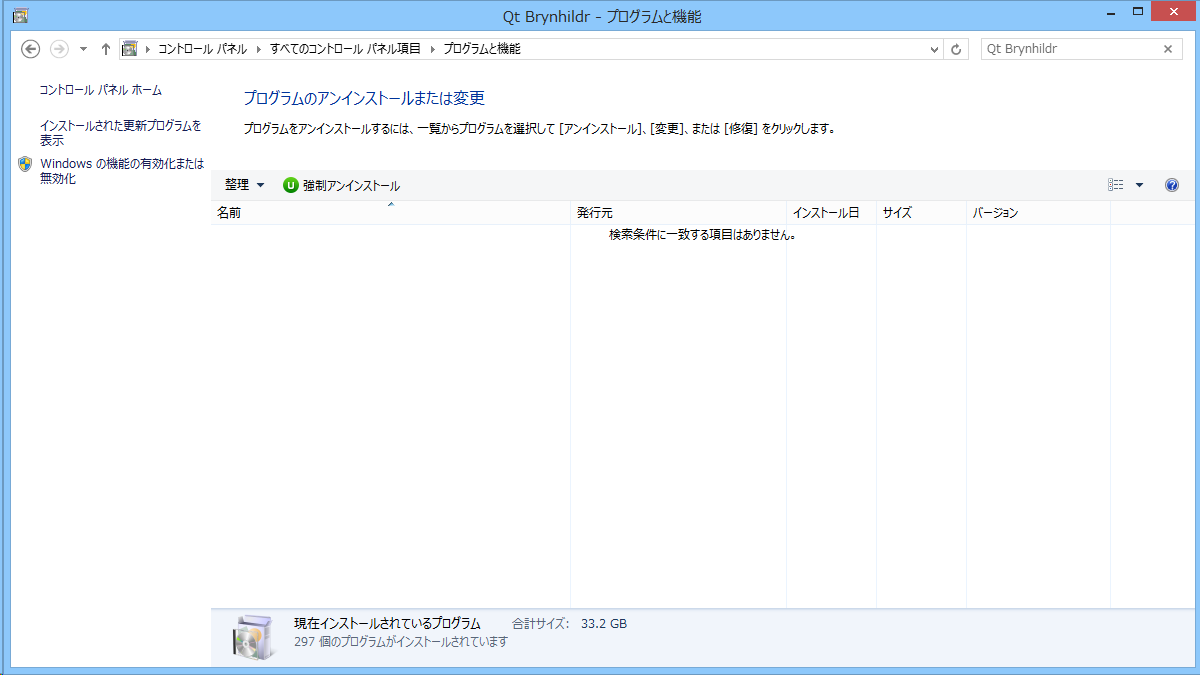 Qt Brynhildr - プログラムと機能
コントロール パネル すべてのコントロール パネル項目 プログラムと機能
Qt Brynhildr
コントロール パネル ホーム
インストールされた更新プログラムを
表示
Windows の機能の有効化または
無効化
プログラムのアンインストールまたは変更
プログラムをアンインストールするには、一覧からプログラムを選択して [アンインストール]、[変更]、または [修復] をクリックします。
整理 U 強制アンインストール
名前 発行元 インストール日 サイズ バージョン
検索条件に一致する項目はありません。
現在インストールされているプログラム 合計サイズ: 33.2 GB
297 個のプログラムがインストールされています